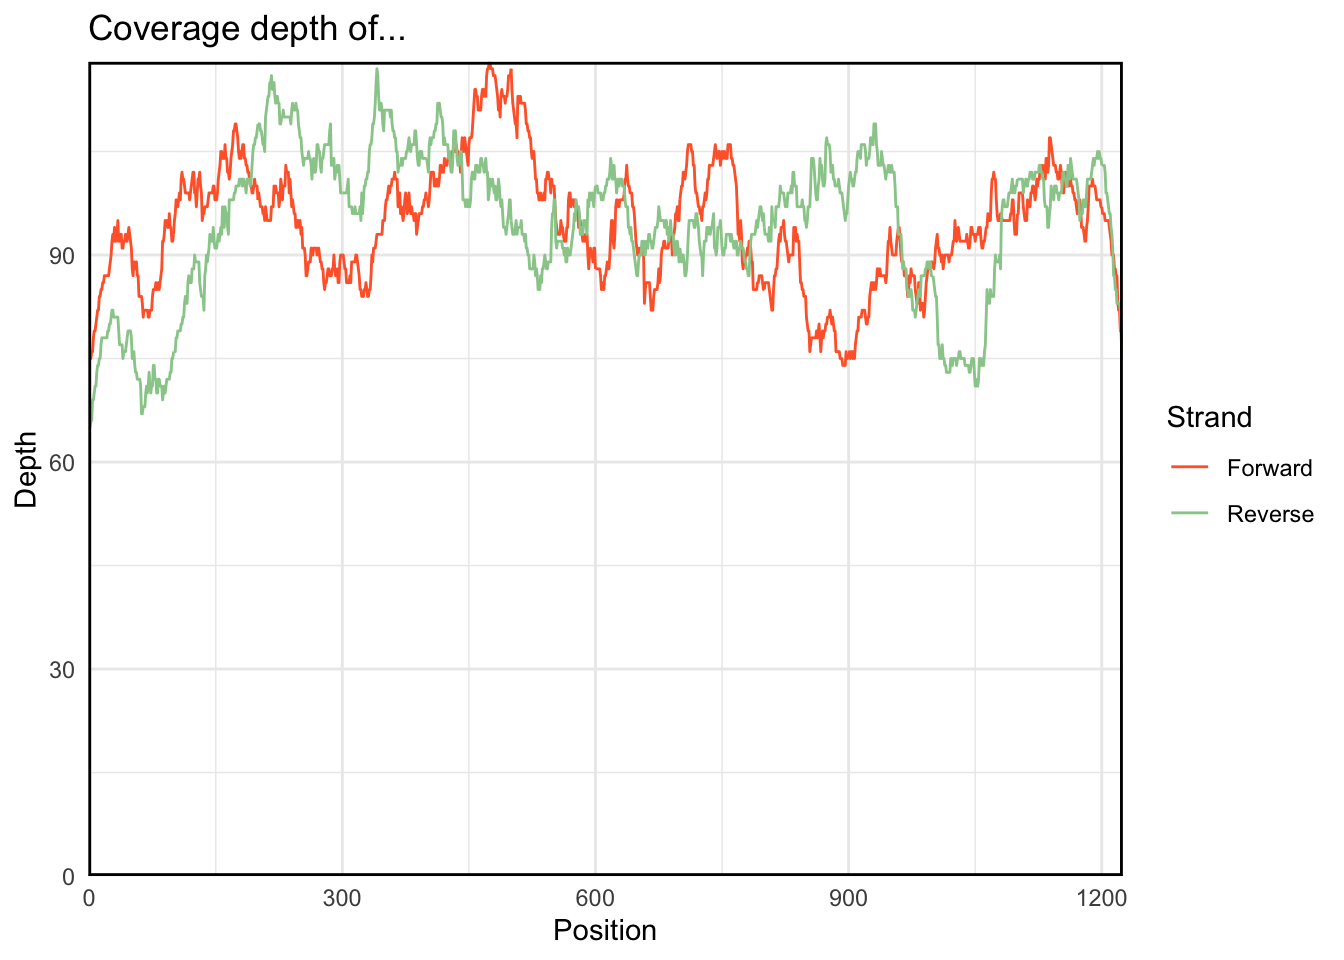 Coverage depth of...
Depth
90
60
30
0
0 300 600 900 1200
Position
Strand
Forward
Reverse